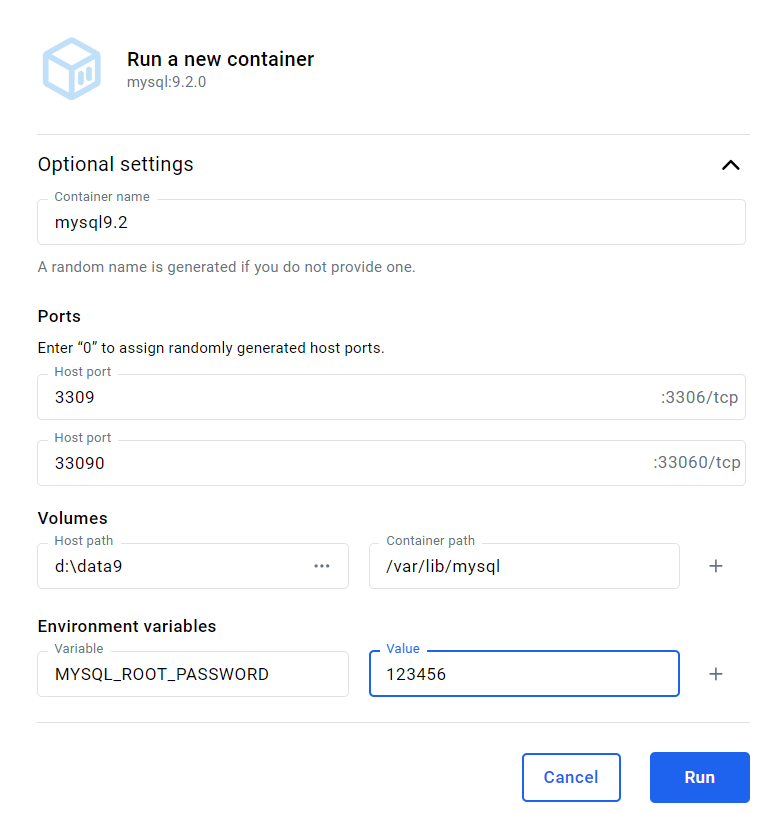 Run a new container
mysql:9.2.0
Optional settings
Container name
mysql9.2
A random name is generated if you do not provide one.
Ports
Enter “0” to assign randomly generated host ports.
Host port
3309 :3306/tcp
Host port
33090 :33060/tcp
Volumes
Host path Container path
d:\data9 ••• /var/lib/mysql +
Environment variables
Variable Value
MYSQL_ROOT_PASSWORD 123456 +
Cancel Run